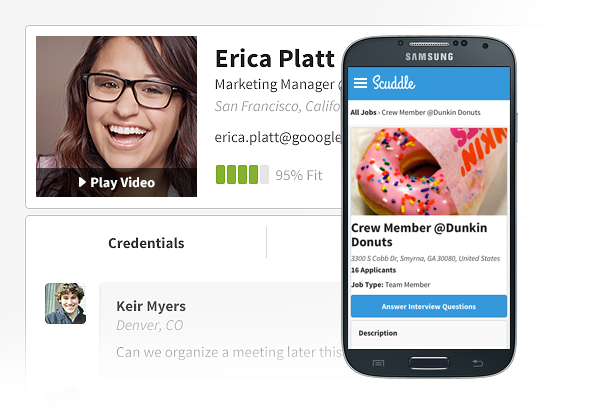 Erica Platt
Marketing Manager @
San Francisco, Califo
erica.platt@gooogle
95% Fit
Play Video
Credentials
Keir Myers
Denver, CO
Can we organize a meeting later this
SAMSUNG
Scuddle
All Jobs › Crew Member @Dunkin Donuts
DUNKIN'
Crew Member @Dunkin
Donuts
3300 S Cobb Dr, Smyrna, GA 30080, United States
16 Applicants
Job Type: Team Member
Answer Interview Questions
Description